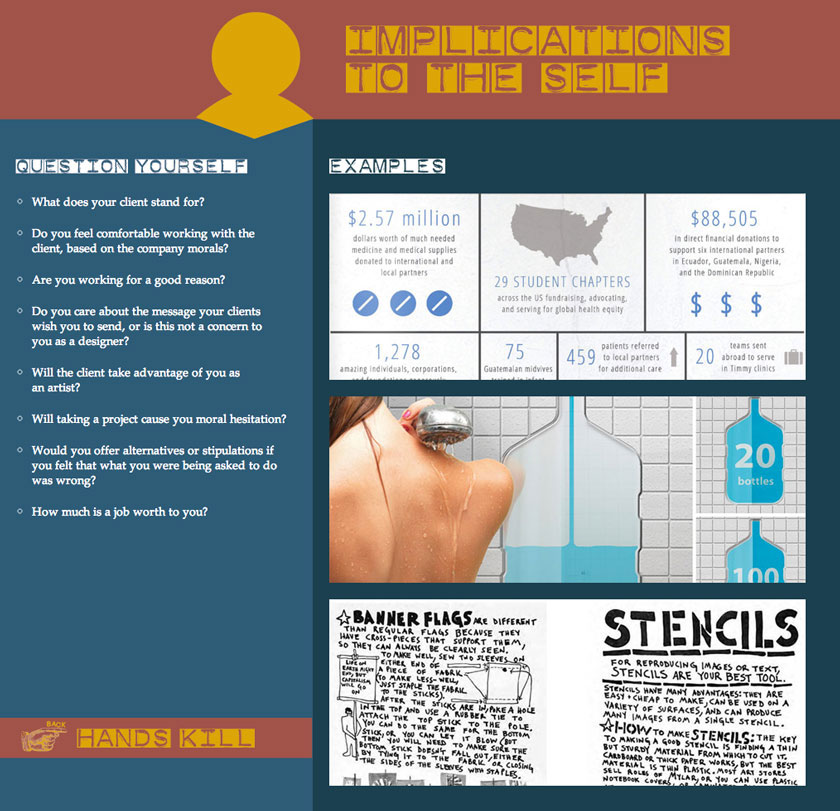 IMPLICATIONS
TO THE SELF
QUESTION YOURSELF
What does your client stand for?
Do you feel comfortable working with the
client, based on the company morals?
Are you working for a good reason?
Do you care about the message your clients
wish you to send, or is this not a concern to
you as a designer?
Will the client take advantage of you as
an artist?
Will taking a project cause you moral hesitation?
Would you offer alternatives or stipulations if
you felt that what you were being asked to do
was wrong?
How much is a job worth to you?
BACK
HANDS KILL
EXAMPLES
$2.57 million
dollars worth of much needed
medicine and medical supplies
donated to international and
local partners
29 STUDENT CHAPTERS
across the US fundraising, advocating,
and serving for global health equity
$88,505
in direct financial donations to
support six international partners
in Ecuador, Guatemala, Nigeria,
and the Dominican Republic
$ $ $
1,278
amazing individuals, corporations,
75
Guatemalan midwives
459
patients referred
to local partners
for additional care
20
teams sent
abroad to serve
in Timmy clinics
20
bottles
100
BANNER FLAGS ARE DIFFERENT
THAN REGULAR FLAGS BECAUSE THEY
HAVE CROSS-PIECES THAT SUPPORT THEM,
SO THEY CAN ALWAYS BE CLEARLY SEEN.
TO MAKE WELL, SEW TWO SLEEVES ON
EITHER END OF
A PIECE OF FABRIC
(TO MAKE LESS-WELL,
JUST STAPLE THE FABRIC
TO THE STICKS).
AFTER THE STICKS ARE IN, POKE A HOLE
IN THE TOP AND USE A RUBBER TIE TO
ATTACH THE TOP STICK TO THE POLE.
YOU CAN DO THE SAME FOR THE BOTTOM
STICK, OR YOU CAN LET IT BLOW (BUT
THEN YOU WILL NEED TO MAKE SURE THE
BOTTOM STICK DOESN'T FALL OUT, EITHER
BY TYING IT TO THE FABRIC OR CLOSING
THE SIDES OF THE SLEEVES WITH STAPLES.
LIFE ON
EARTH MIGHT
END, BUT
CAPITALISM
WILL GO
ON
STENCILS
FOR REPRODUCING IMAGES OR TEXT,
STENCILS ARE YOUR BEST TOOL.
STENCILS HAVE MANY ADVANTAGES: THEY ARE
EASY + CHEAP TO MAKE, CAN BE USED ON A
VARIETY OF SURFACES, AND CAN PRODUCE
MANY IMAGES FROM A SINGLE STENCIL.
HOW TO MAKE STENCILS: THE KEY
TO MAKING A GOOD STENCIL IS FINDING A THIN
BUT STURDY MATERIAL FROM WHICH TO CUT IT.
CARDBOARD OR THICK PAPER WORKS, BUT THE BEST
MATERIAL IS THIN PLASTIC. MOST ART STORES
SELL ROLLS OF MYLAR, OR YOU CAN USE PLASTIC
NOTEBOOK COVERS,